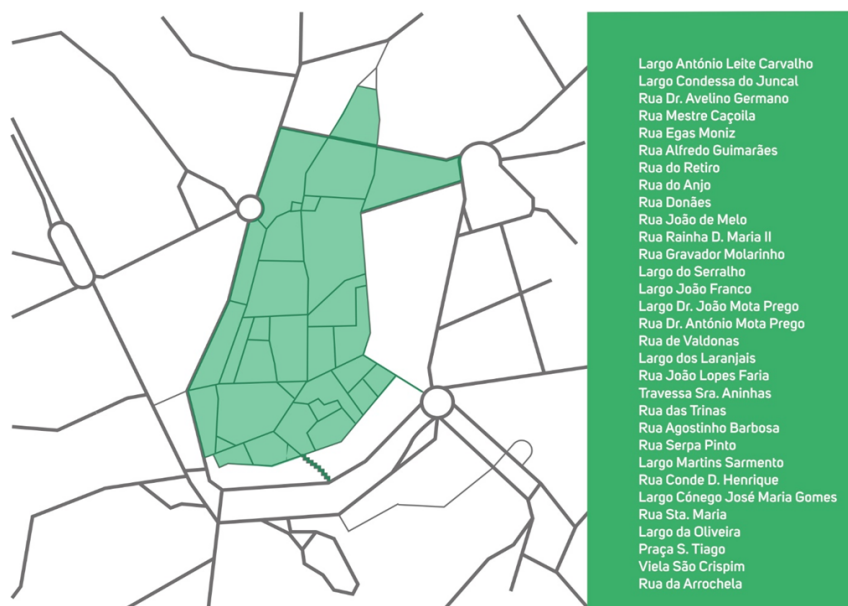 Largo António Leite Carvalho
Largo Condessa do Juncal
Rua Dr. Avelino Germano
Rua Mestre Caçoila
Rua Egas Moniz
Rua Alfredo Guimarães
Rua do Retiro
Rua do Anjo
Rua Donães
Rua João de Melo
Rua Rainha D. Maria II
Rua Gravador Molarinho
Largo do Serralho
Largo João Franco
Largo Dr. João Mota Prego
Rua Dr. António Mota Prego
Rua de Valdonas
Largo dos Laranjais
Rua João Lopes Faria
Travessa Sra. Aninhas
Rua das Trinas
Rua Agostinho Barbosa
Rua Serpa Pinto
Largo Martins Sarmento
Rua Conde D. Henrique
Largo Cónego José Maria Gomes
Rua Sta. Maria
Largo da Oliveira
Praça S. Tiago
Viela São Crispim
Rua da Arrochela